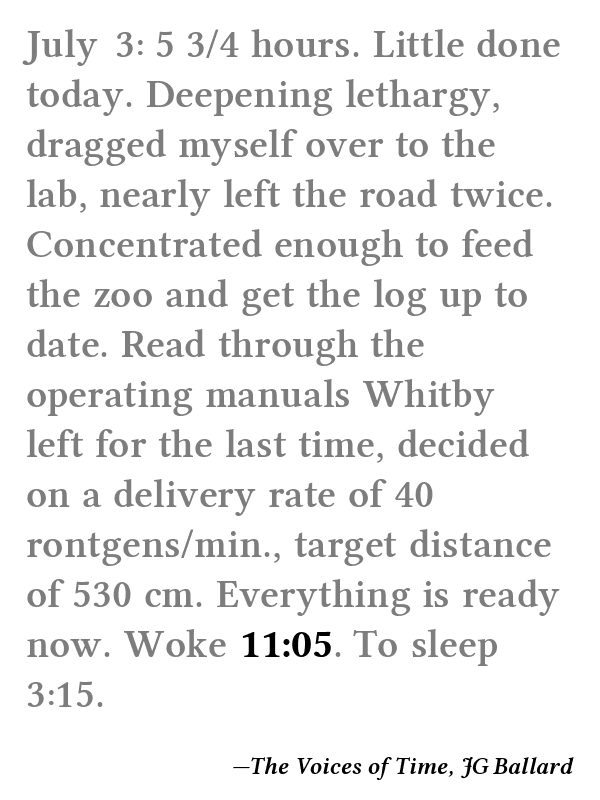 July 3: 5 3/4 hours. Little done
today. Deepening lethargy,
dragged myself over to the
lab, nearly left the road twice.
Concentrated enough to feed
the zoo and get the log up to
date. Read through the
operating manuals Whitby
left for the last time, decided
on a delivery rate of 40
rontgens/min., target distance
of 530 cm. Everything is ready
now. Woke 11:05. To sleep
3:15.
—The Voices of Time, JG Ballard